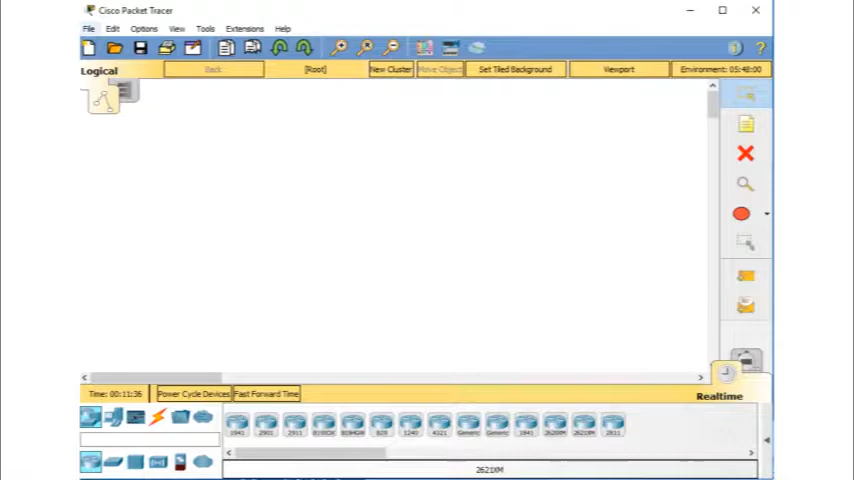 Cisco Packet Tracer
File Edit Options View Tools Extensions Help
Logical Back [Root] New Cluster Move Object Set Tiled Background Viewport Environment: 05:48:00
Time: 00:11:36 Power Cycle Devices Fast Forward Time Realtime
1941 2901 2911 819IOX 819HGW 829 1240 4321 Generic Generic 1941 2620XM 2621XM 2811
2621XM